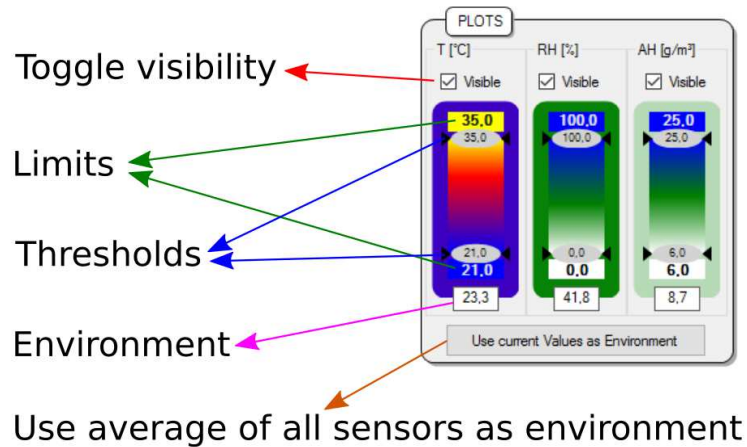 PLOTS
T [°C] RH [%] AH [g/m³]
Toggle visibility
Visible Visible Visible
35,0 100,0 25,0
35,0 100,0 25,0
Limits
Thresholds
21,0 0,0 6,0
21,0 0,0 6,0
23,3 41,8 8,7
Environment
Use current Values as Environment
Use average of all sensors as environment